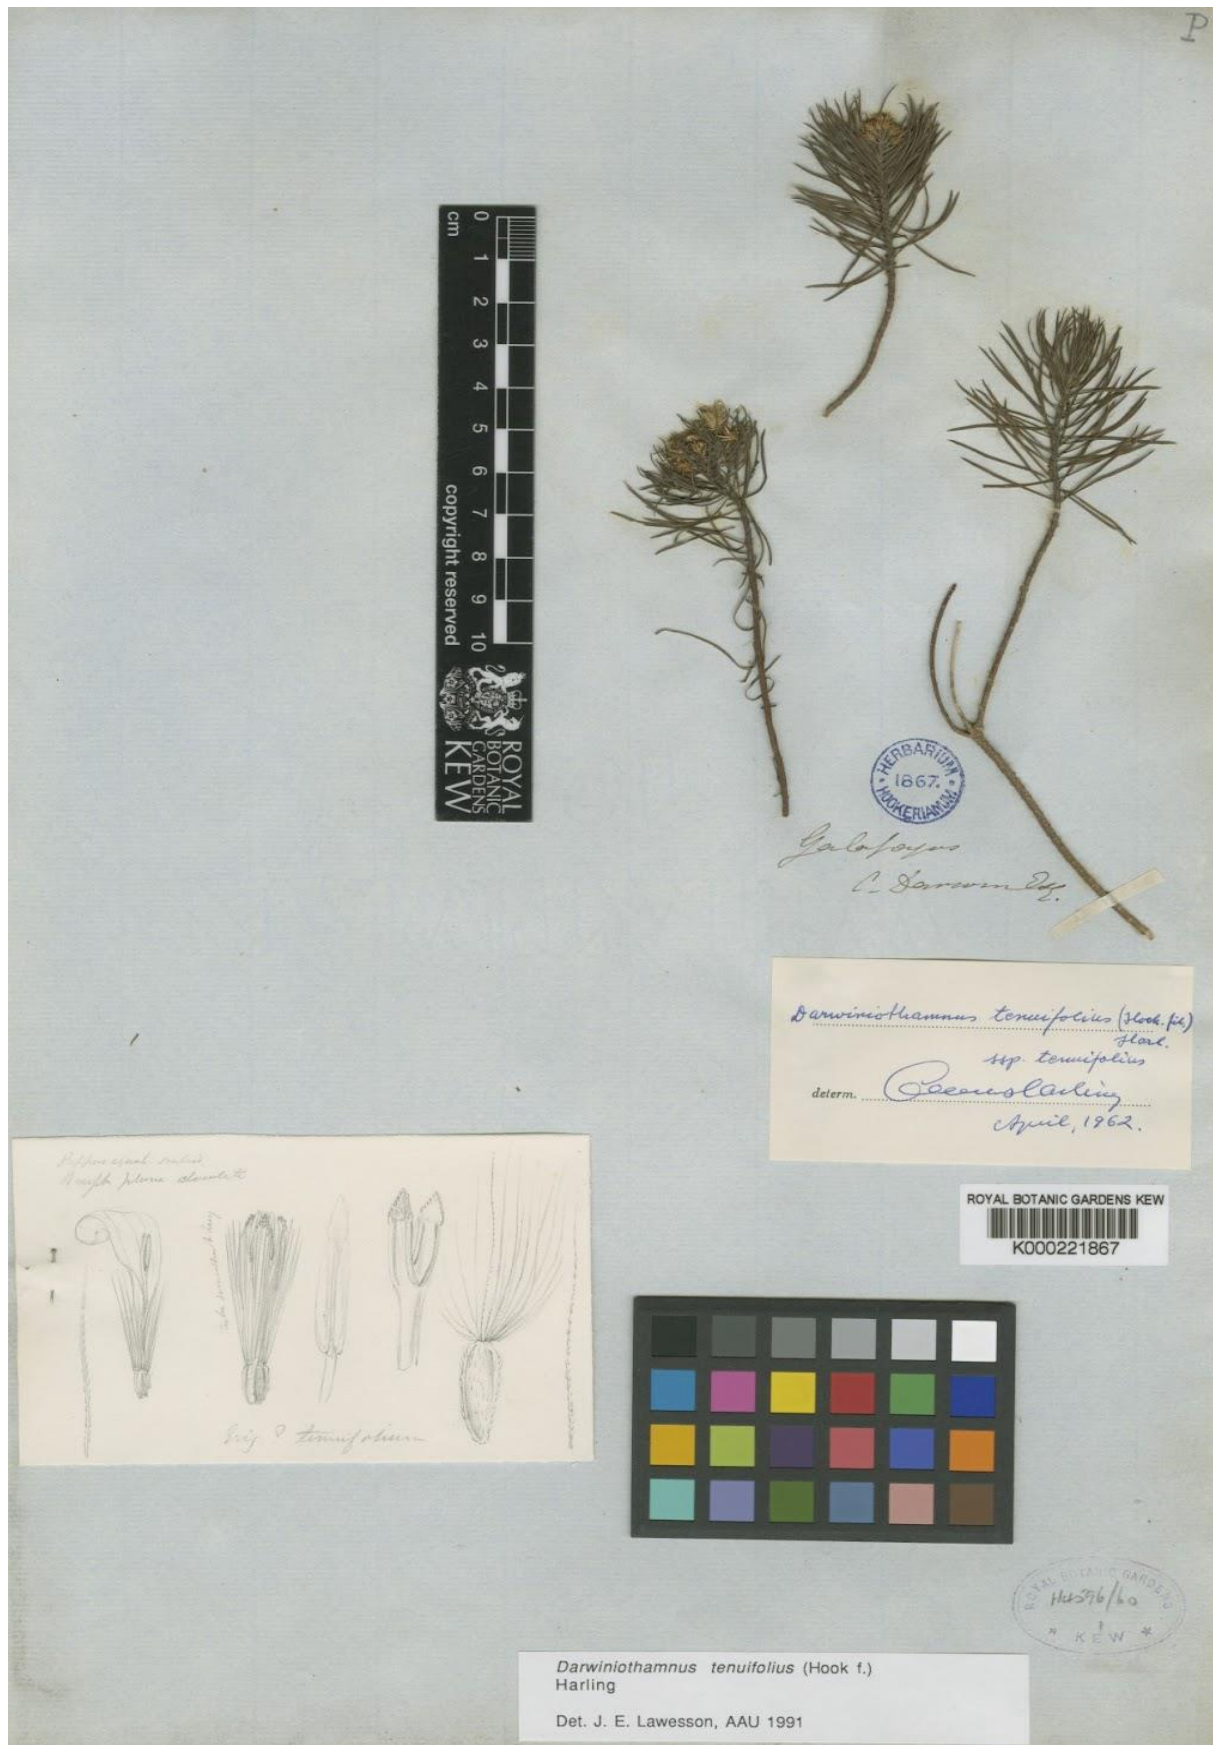 P
cm
0
1
2
3
4
5
6
7
8
9
10
copyright reserved
ROYAL
BOTANIC
GARDENS
KEW
HERBARIUM
1867.
HOOKERIANUM
Galapagos
C. Darwin Esq.
Darwiniothamnus tenuifolius (Hook. fil.)
Harl.
ssp. tenuifolius
determ.
April, 1962.
ROYAL BOTANIC GARDENS KEW
K000221867
Erig. ? tenuifolium
ROYAL BOTANIC GARDENS
KEW
Darwiniothamnus tenuifolius (Hook f.)
Harling
Det. J. E. Lawesson, AAU 1991